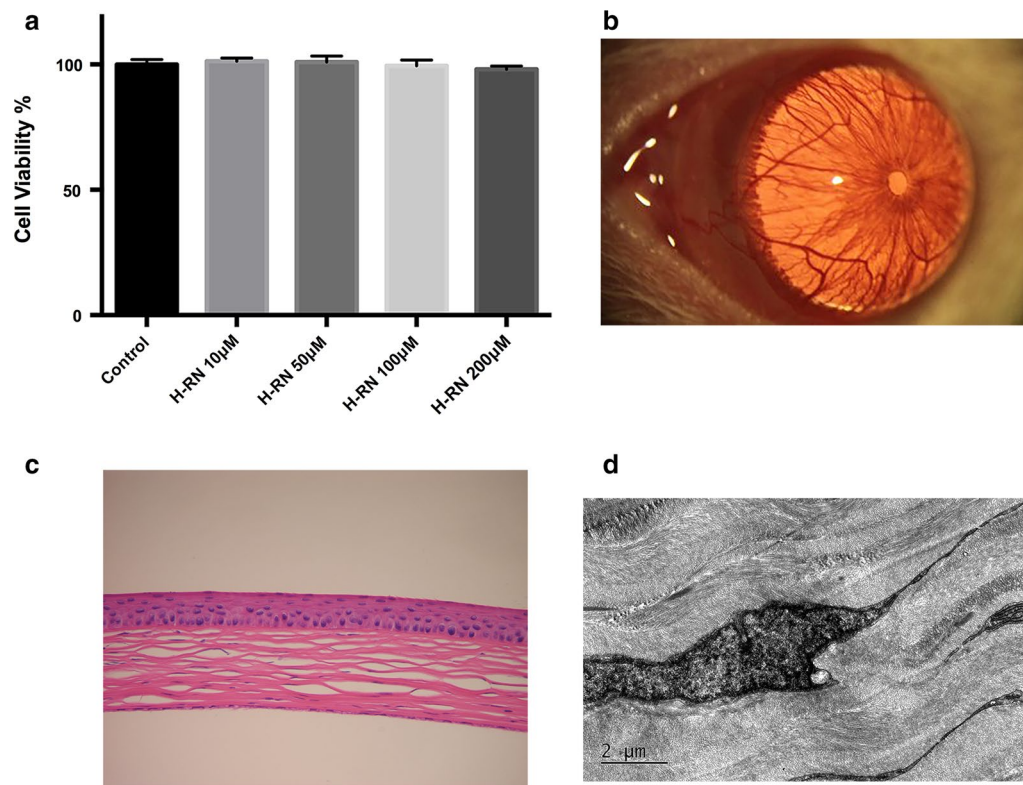 a
100
50
0
Cell Viability %
Control
H-RN 10µM
H-RN 50µM
H-RN 100µM
H-RN 200µM
b
c
d
2 µm